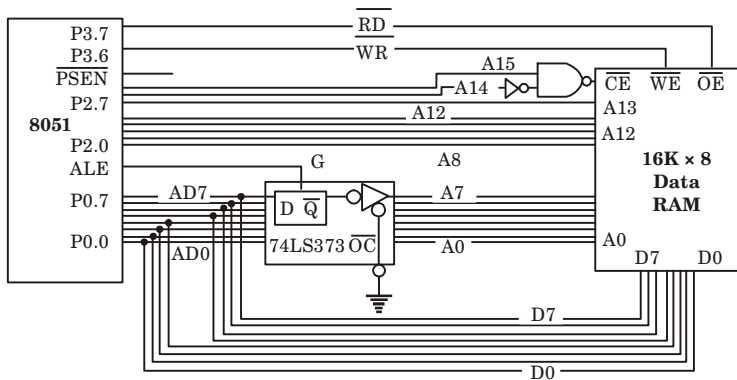 P3.7
P3.6
PSEN
P2.7
8051
P2.0
ALE
P0.7
P0.0
RD
WR
A15
A14
A12
G
A8
AD7
A7
D Q
74LS373 OC
AD0
A0
CE WE OE
A13
A12
16K × 8
Data
RAM
A0
D7 D0
D7
D0